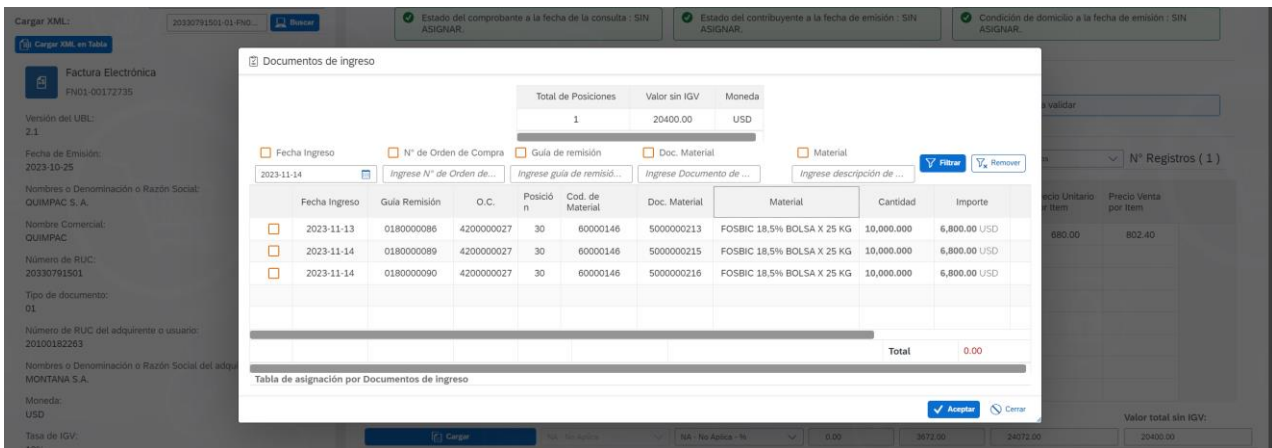 Cargar XML:
20330791501-01-FN0...
Buscar
Cargar XML en Tabla
Estado del comprobante a la fecha de la consulta : SIN
ASIGNAR.
Estado del contribuyente a la fecha de emisión : SIN
ASIGNAR.
Condición de domicilio a la fecha de emisión : SIN
ASIGNAR.
Factura Electrónica
FN01-00172735
Versión del UBL:
2.1
Fecha de Emisión:
2023-10-25
Nombres o Denominación o Razón Social:
QUIMPAC S. A.
Nombre Comercial:
QUIMPAC
Número de RUC:
20330791501
Tipo de documento:
01
Número de RUC del adquirente o usuario:
20100182263
Nombres o Denominación o Razón Social del adqui
MONTANA S.A.
Moneda:
USD
Tasa de IGV:
Documentos de ingreso
Total de Posiciones Valor sin IGV Moneda
1 20400.00 USD
Fecha Ingreso N° de Orden de Compra Guía de remisión Doc. Material Material
2023-11-14 Ingrese N° de Orden de... Ingrese guía de remisió... Ingrese Documento de ... Ingrese descripción de ... Filtrar Remover
Fecha Ingreso Guía Remisión O.C. Posición Cod. de Material Doc. Material Material Cantidad Importe
2023-11-13 0180000086 4200000027 30 60000146 5000000213 FOSBIC 18,5% BOLSA X 25 KG 10,000.000 6,800.00 USD
2023-11-14 0180000089 4200000027 30 60000146 5000000215 FOSBIC 18,5% BOLSA X 25 KG 10,000.000 6,800.00 USD
2023-11-14 0180000090 4200000027 30 60000146 5000000216 FOSBIC 18,5% BOLSA X 25 KG 10,000.000 6,800.00 USD
Total 0.00
Tabla de asignación por Documentos de ingreso
Aceptar Cerrar
a validar
N° Registros ( 1 )
ecio Unitario
r Item
Precio Venta
por Item
680.00 802.40
Valor total sin IGV:
Cargar NA - No Aplica NA - No Aplica - % 0.00 3672.00 24072.00 20400.00